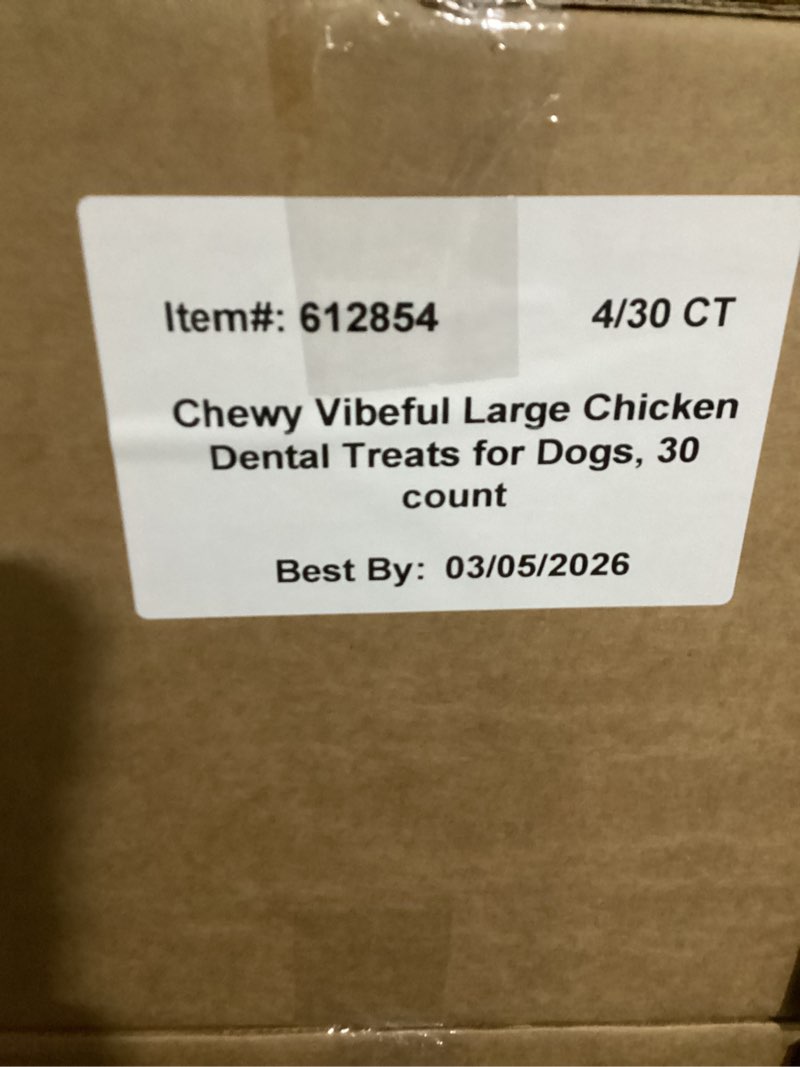 Item#: 612854 4/30 CT
Chewy Vibeful Large Chicken
Dental Treats for Dogs, 30
count
Best By: 03/05/2026